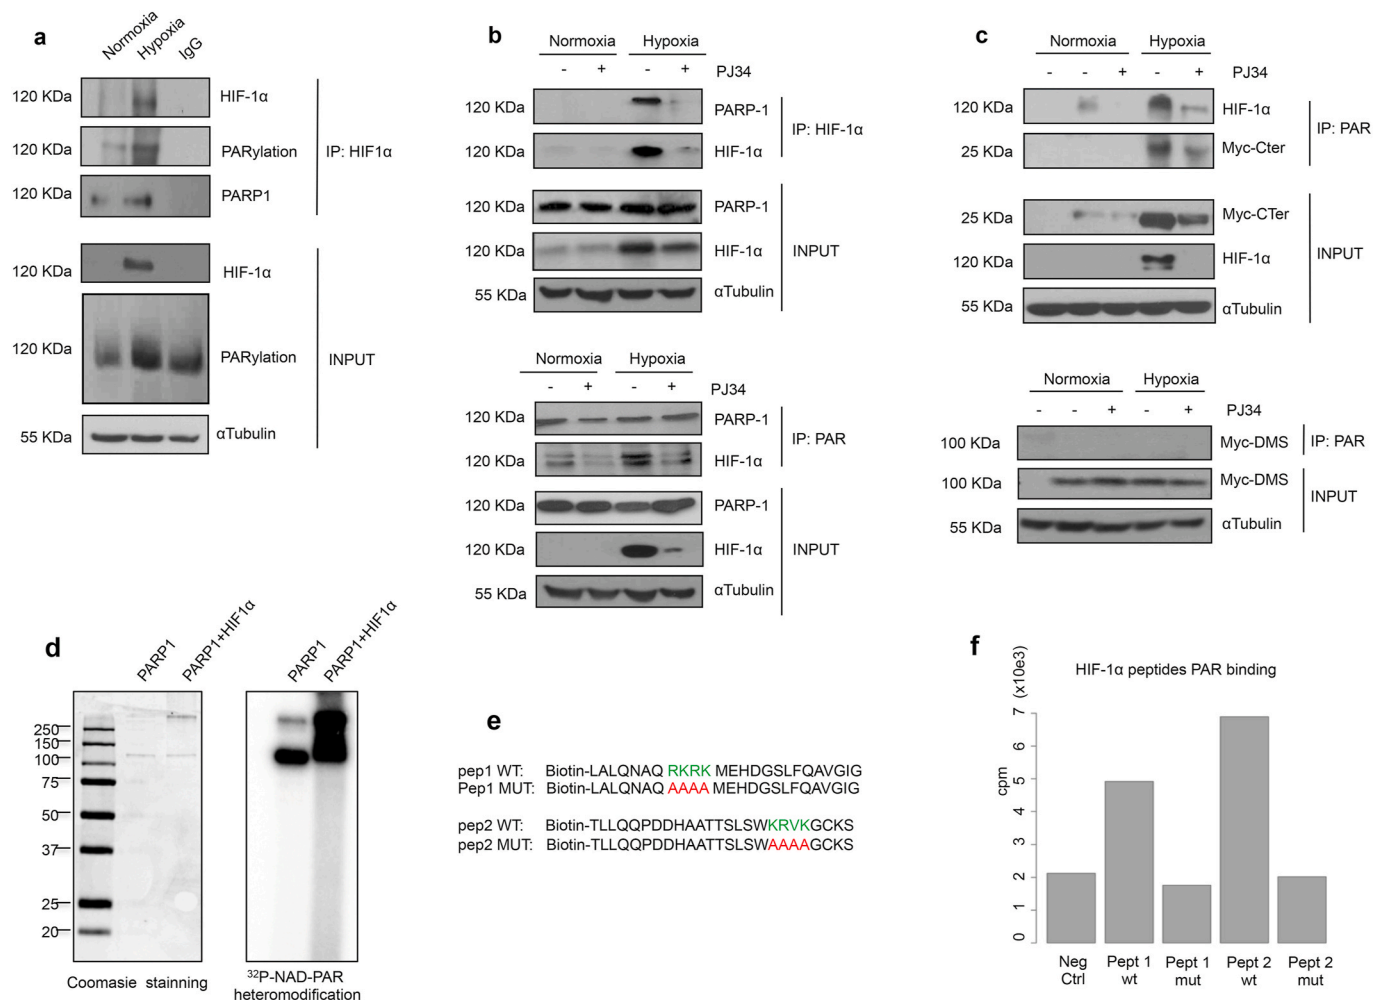 a
Normoxia
Hypoxia
IgG
120 KDa HIF-1α
120 KDa PARylation IP: HIF1α
120 KDa PARP1
120 KDa HIF-1α
120 KDa PARylation INPUT
55 KDa αTubulin
b
Normoxia Hypoxia
- + - + PJ34
120 KDa PARP-1
IP: HIF-1α
120 KDa HIF-1α
120 KDa PARP-1
120 KDa HIF-1α INPUT
55 KDa αTubulin
Normoxia Hypoxia
- + - + PJ34
120 KDa PARP-1
IP: PAR
120 KDa HIF-1α
120 KDa PARP-1
120 KDa HIF-1α INPUT
55 KDa αTubulin
c
Normoxia Hypoxia
- - + - + PJ34
120 KDa HIF-1α
IP: PAR
25 KDa Myc-Cter
25 KDa Myc-CTer
120 KDa HIF-1α INPUT
55 KDa αTubulin
Normoxia Hypoxia
- - + - + PJ34
100 KDa Myc-DMS IP: PAR
100 KDa Myc-DMS
INPUT
55 KDa αTubulin
d
PARP1
PARP1+HIF1α
PARP1
PARP1+HIF1α
250
150
100
75
50
37
25
20
Coomasie stainning
³²P-NAD-PAR
heteromodification
e
pep1 WT: Biotin-LALQNAQ RKRK MEHDGSLFQAVGIG
Pep1 MUT: Biotin-LALQNAQ AAAA MEHDGSLFQAVGIG
pep2 WT: Biotin-TLLQQPDDHAATTSLSWKRVKGCKS
pep2 MUT: Biotin-TLLQQPDDHAATTSLSWAAAAGCKS
f
HIF-1α peptides PAR binding
cpm (x10e3)
7
6
5
4
3
2
1
0
Neg Ctrl
Pept 1 wt
Pept 1 mut
Pept 2 wt
Pept 2 mut